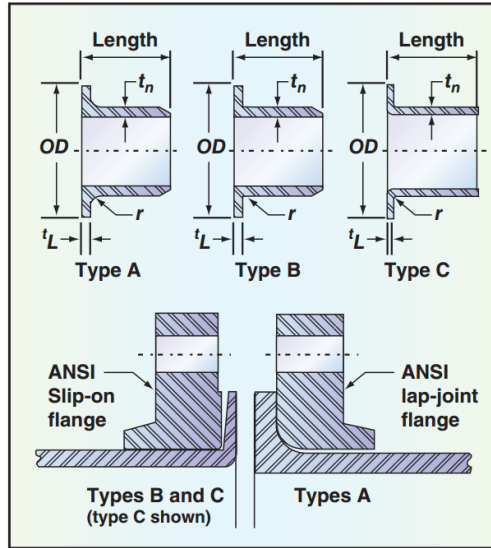 Length Length Length
tn tn tn
OD OD OD
r r r
tL tL tL
Type A Type B Type C
ANSI
Slip-on
flange
ANSI
lap-joint
flange
Types B and C
(type C shown)
Types A